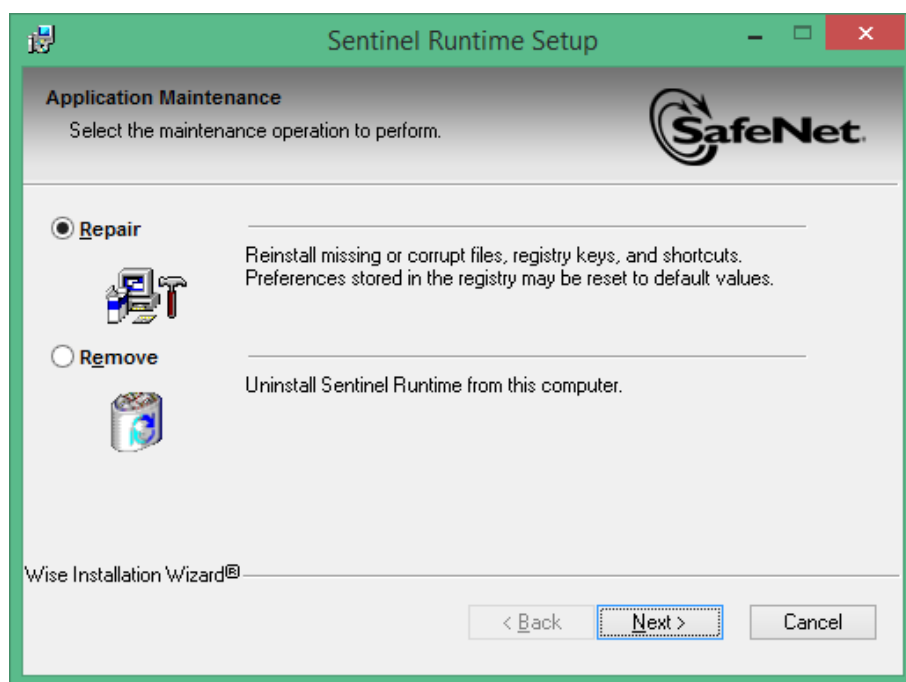 Sentinel Runtime Setup
Application Maintenance
Select the maintenance operation to perform.
SafeNet.
Repair
Reinstall missing or corrupt files, registry keys, and shortcuts.
Preferences stored in the registry may be reset to default values.
Remove
Uninstall Sentinel Runtime from this computer.
Wise Installation Wizard®
< Back
Next >
Cancel